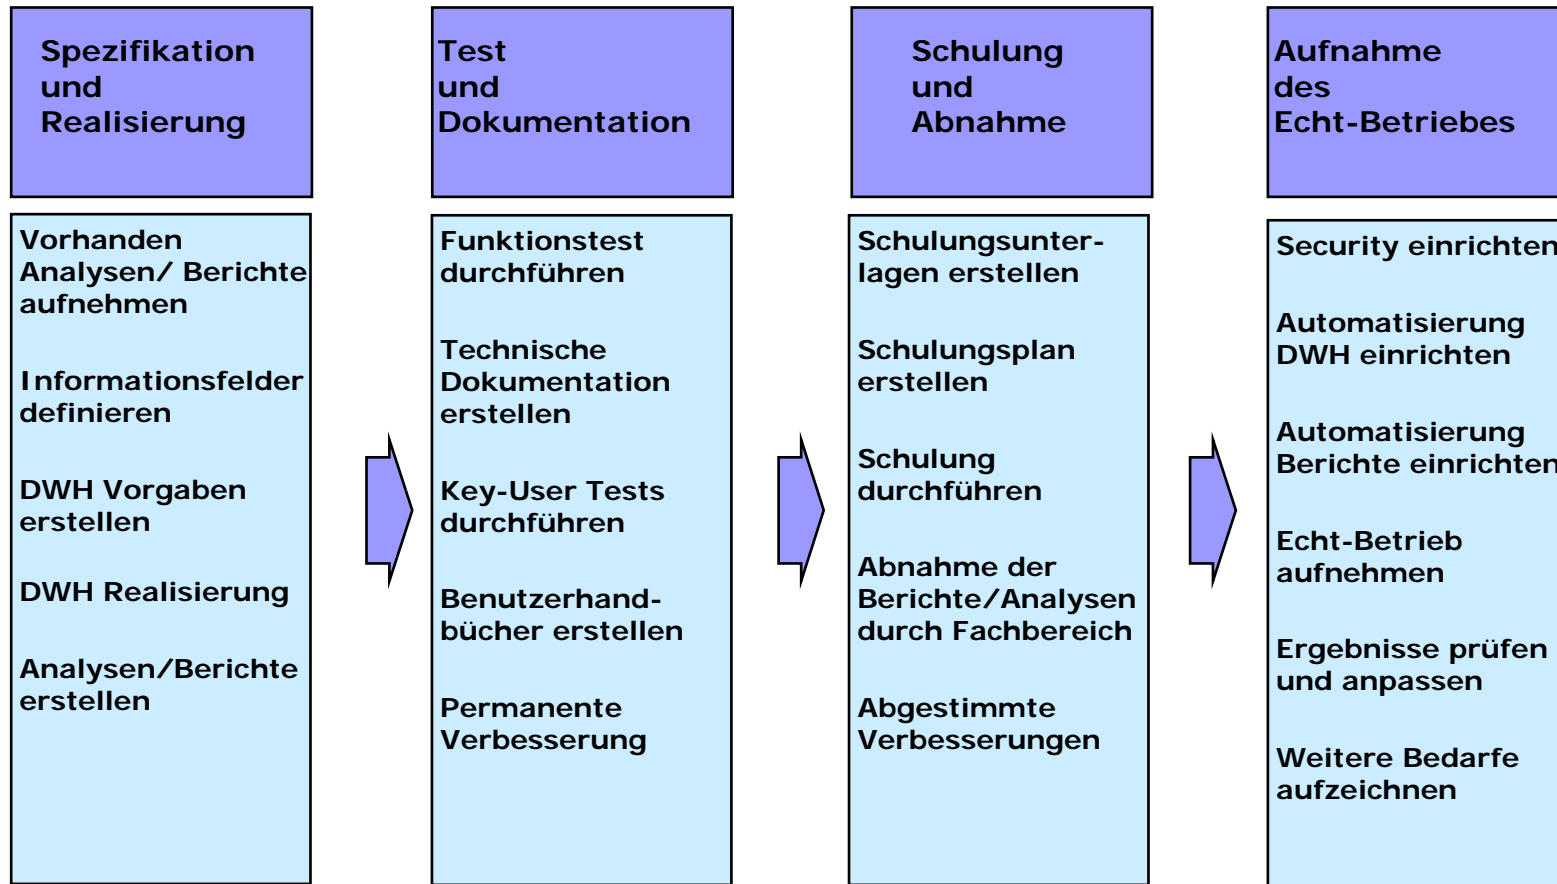 Spezifikation
und
Realisierung
Test
und
Dokumentation
Schulung
und
Abnahme
Aufnahme
des
Echt-Betriebes
Vorhanden
Analysen/ Berichte
aufnehmen
Informationsfelder
definieren
DWH Vorgaben
erstellen
DWH Realisierung
Analysen/Berichte
erstellen
Funktionstest
durchführen
Technische
Dokumentation
erstellen
Key-User Tests
durchführen
Benutzerhand-
bücher erstellen
Permanente
Verbesserung
Schulungsunter-
lagen erstellen
Schulungsplan
erstellen
Schulung
durchführen
Abnahme der
Berichte/Analysen
durch Fachbereich
Abgestimmte
Verbesserungen
Security einrichten
Automatisierung
DWH einrichten
Automatisierung
Berichte einrichten
Echt-Betrieb
aufnehmen
Ergebnisse prüfen
und anpassen
Weitere Bedarfe
aufzeichnen